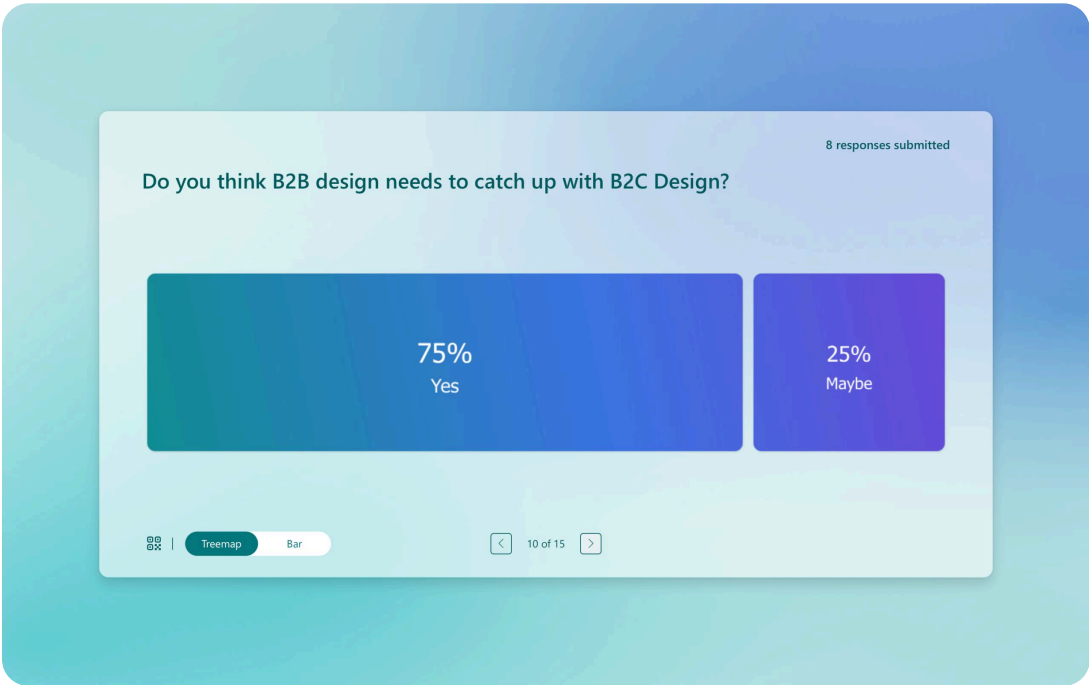 8 responses submitted
Do you think B2B design needs to catch up with B2C Design?
75%
Yes
25%
Maybe
Treemap
Bar
10 of 15